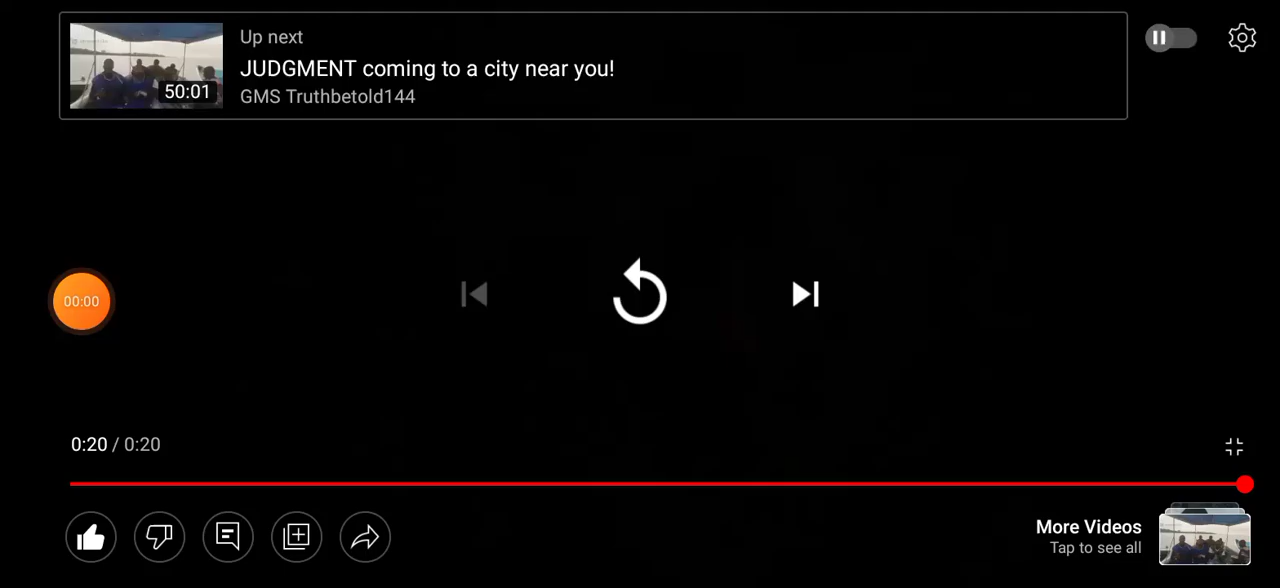 Up next
JUDGMENT coming to a city near you!
50:01
GMS Truthbetold144
00:00
0:20 / 0:20
More Videos
Tap to see all